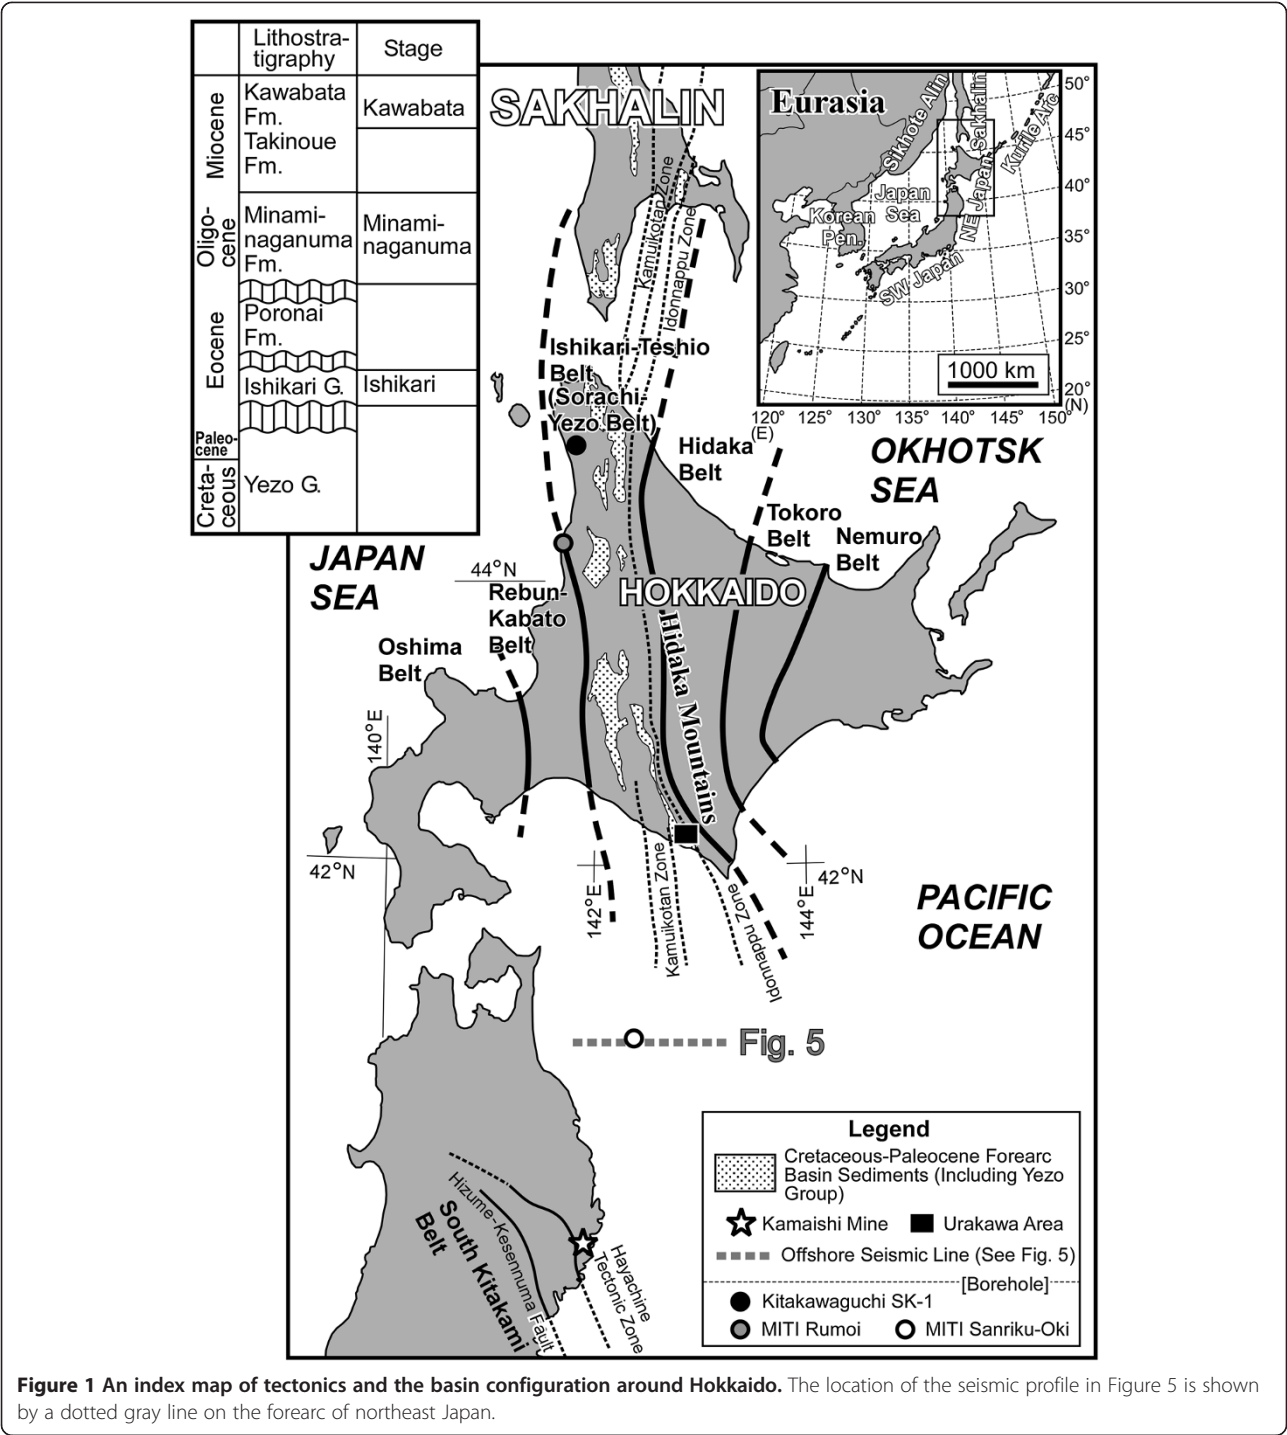 Lithostra-
tigraphy
Stage
Miocene
Kawabata
Fm.
Takinoue
Fm.
Kawabata
Oligo-
cene
Minami-
naganuma
Fm.
Minami-
naganuma
Eocene
Poronai
Fm.
Ishikari G.
Ishikari
Paleo-
cene
Creta-
ceous
Yezo G.
SAKHALIN
Kamuikotan Zone
Idonnappu Zone
Eurasia
Sikhote Alin
Sakhalin
Kurile Arc
Japan
Sea
Korean
Pen.
NE Japan
SW Japan
1000 km
50°
45°
40°
35°
30°
25°
20°
(N)
120°
125°
130°
135°
140°
145°
150°
(E)
Ishikari-Teshio
Belt
(Sorachi-
Yezo Belt)
Hidaka
Belt
OKHOTSK
SEA
Tokoro
Belt
Nemuro
Belt
JAPAN
SEA
44°N
Rebun-
Kabato
Belt
HOKKAIDO
Oshima
Belt
Hidaka Mountains
140°E
42°N
142°E
Kamuikotan Zone
Idonnappu Zone
144°E
42°N
PACIFIC
OCEAN
Fig. 5
Hizume-Kesennuma Fault
South Kitakami
Belt
Hayachine
Tectonic Zone
Legend
Cretaceous-Paleocene Forearc
Basin Sediments (Including Yezo
Group)
Kamaishi Mine
Urakawa Area
Offshore Seismic Line (See Fig. 5)
[Borehole]
Kitakawaguchi SK-1
MITI Rumoi
MITI Sanriku-Oki
Figure 1 An index map of tectonics and the basin configuration around Hokkaido. The location of the seismic profile in Figure 5 is shown
by a dotted gray line on the forearc of northeast Japan.